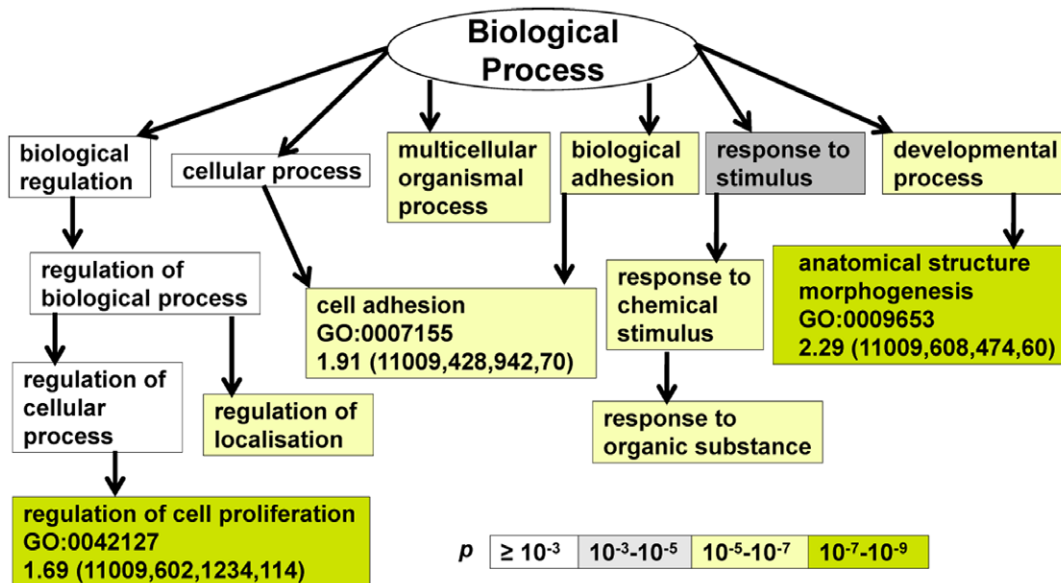 Biological
Process
biological
regulation
cellular process
multicellular
organismal
process
biological
adhesion
response to
stimulus
developmental
process
regulation of
biological process
cell adhesion
GO:0007155
1.91 (11009,428,942,70)
response to
chemical
stimulus
anatomical structure
morphogenesis
GO:0009653
2.29 (11009,608,474,60)
regulation of
cellular
process
regulation of
localisation
response to
organic substance
regulation of cell proliferation
GO:0042127
1.69 (11009,602,1234,114)
p ≥ 10⁻³ 10⁻³-10⁻⁵ 10⁻⁵-10⁻⁷ 10⁻⁷-10⁻⁹